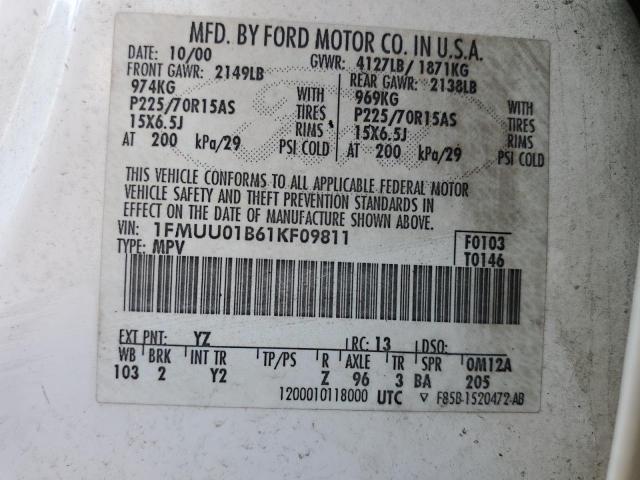 MFD. BY FORD MOTOR CO. IN U.S.A.
DATE: 10/00 GVWR: 4127LB/ 1871KG
FRONT GAWR: 2149LB REAR GAWR: 2138LB
974KG WITH 969KG WITH
P225/70R15AS TIRES P225/70R15AS TIRES
15X6.5J RIMS 15X6.5J RIMS
AT 200 kPa/29 PSI COLD AT 200 kPa/29 PSI COLD
THIS VEHICLE CONFORMS TO ALL APPLICABLE FEDERAL MOTOR
VEHICLE SAFETY AND THEFT PREVENTION STANDARDS IN
EFFECT ON THE DATE OF MANUFACTURE SHOWN ABOVE.
VIN: 1FMUU01B61KF09811 F0103
TYPE: MPV T0146
EXT PNT: YZ RC: 13 DSO:
WB BRK INT TR TP/PS R AXLE TR SPR 0M12A
103 2 Y2 Z 96 3 BA 205
1200010118000 UTC ▽ F85B-1520472-AB